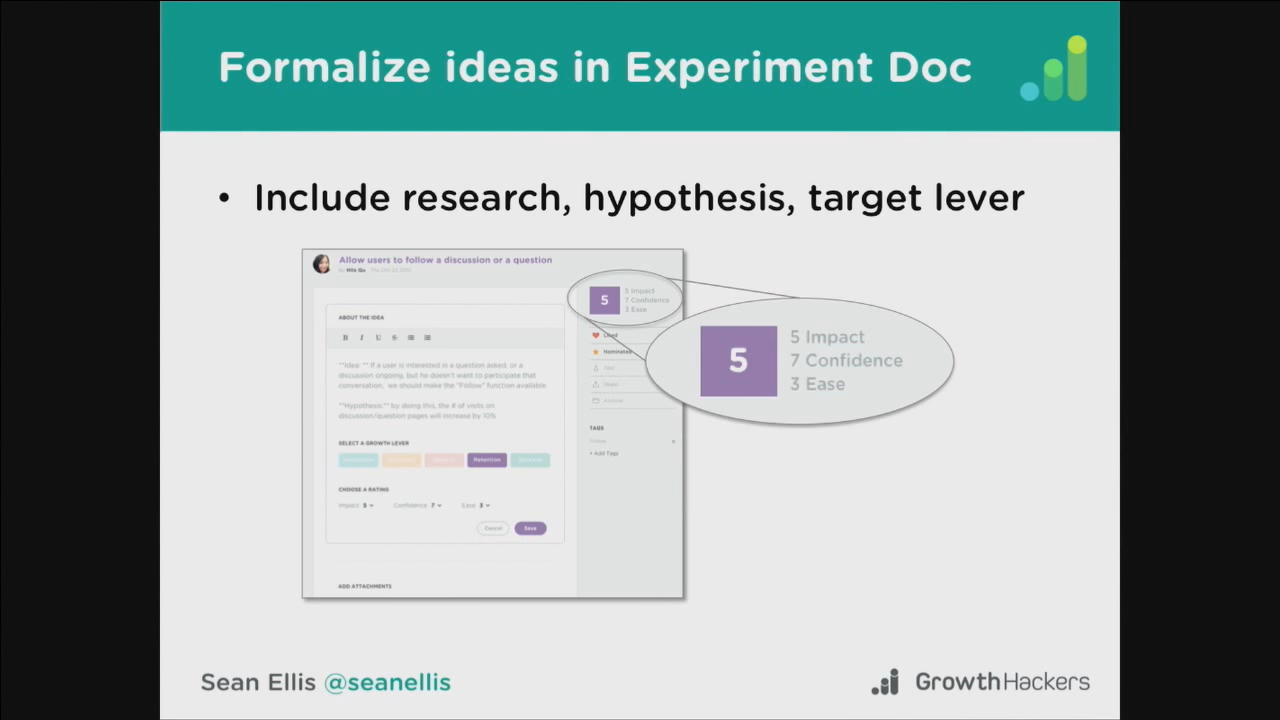 Formalize ideas in Experiment Doc
• Include research, hypothesis, target lever
Allow users to follow a discussion or a question
ABOUT THE IDEA
B I U S
**Idea: ** If a user is interested in a question asked, or a
discussion ongoing, but he doesn't want to participate that
conversation, we should make the "Follow" function available
**Hypothesis:** by doing this, the # of visits on
discussion/question pages will increase by 10%
SELECT A GROWTH LEVER
Retention
CHOOSE A RATING
Impact 5 Confidence 7 Ease 3
Cancel Save
ADD ATTACHMENTS
5
5 Impact
7 Confidence
3 Ease
Liked
Nominated
TAGS
+ Add Tags
5
5 Impact
7 Confidence
3 Ease
Sean Ellis @seanellis
GrowthHackers